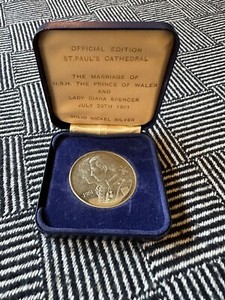 OFFICIAL EDITION
ST. PAUL'S CATHEDRAL
THE MARRIAGE OF
H.R.H. THE PRINCE OF WALES
AND
LADY DIANA SPENCER
JULY 29TH 1981
SOLID NICKEL SILVER